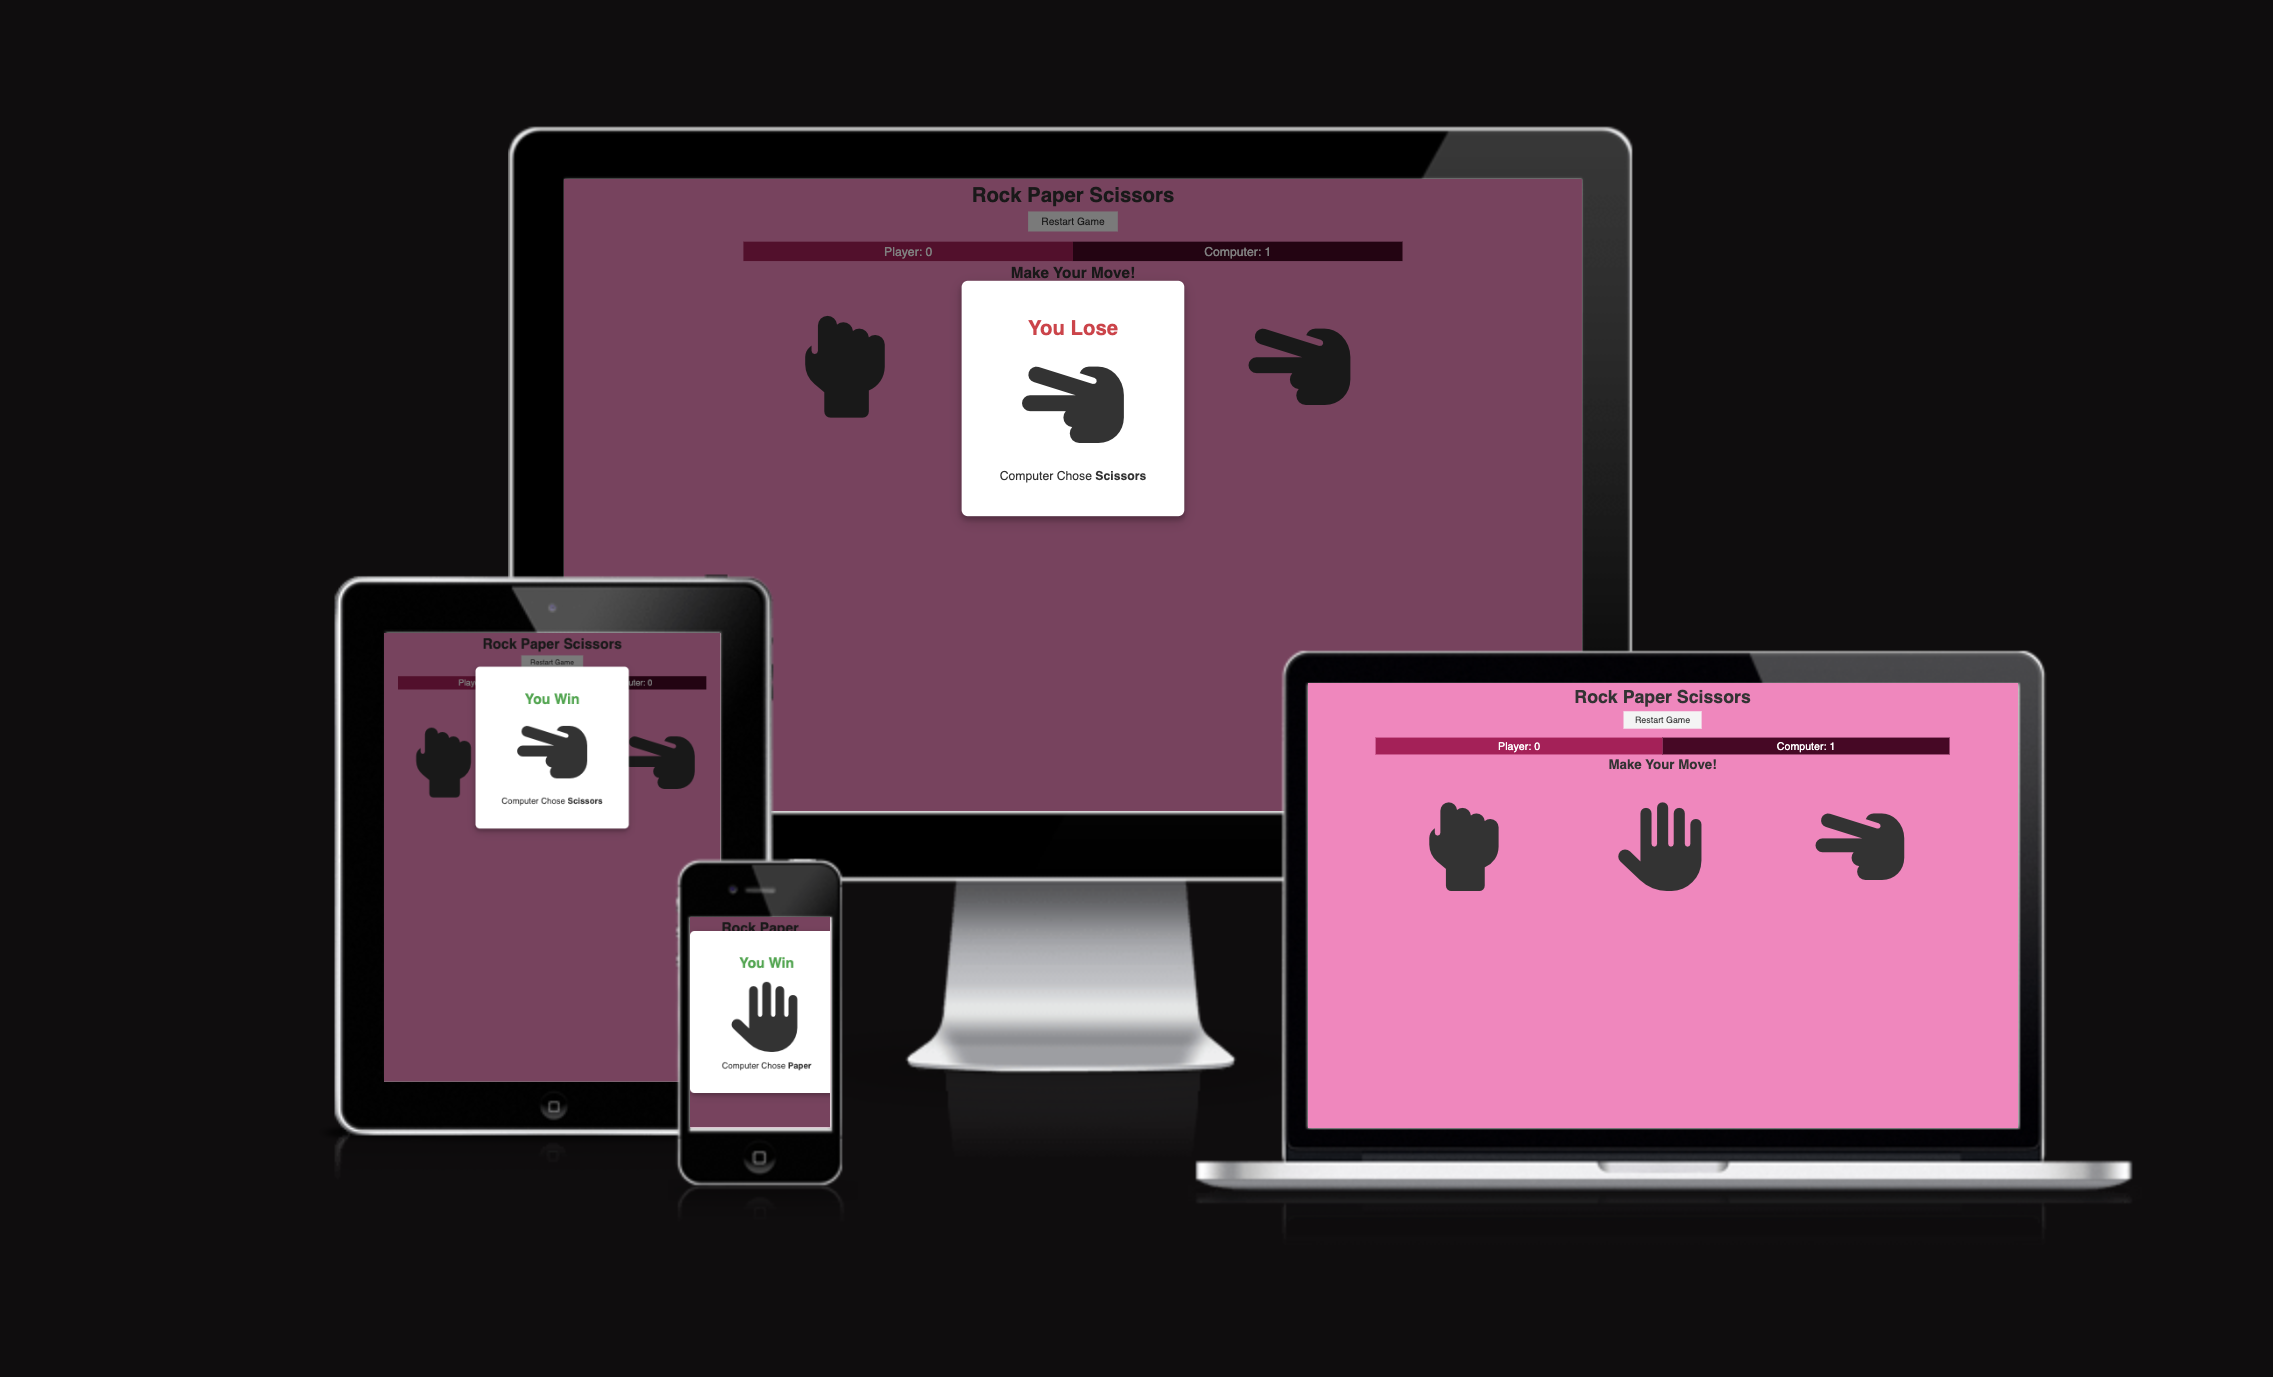 Rock Paper Scissors
Restart Game
Player: 0 Computer: 1
Make Your Move!
You Lose
Computer Chose Scissors
Rock Paper Scissors
Restart Game
Play uter: 0
You Win
Computer Chose Scissors
Rock Paper
You Win
Computer Chose Paper
Rock Paper Scissors
Restart Game
Player: 0 Computer: 1
Make Your Move!